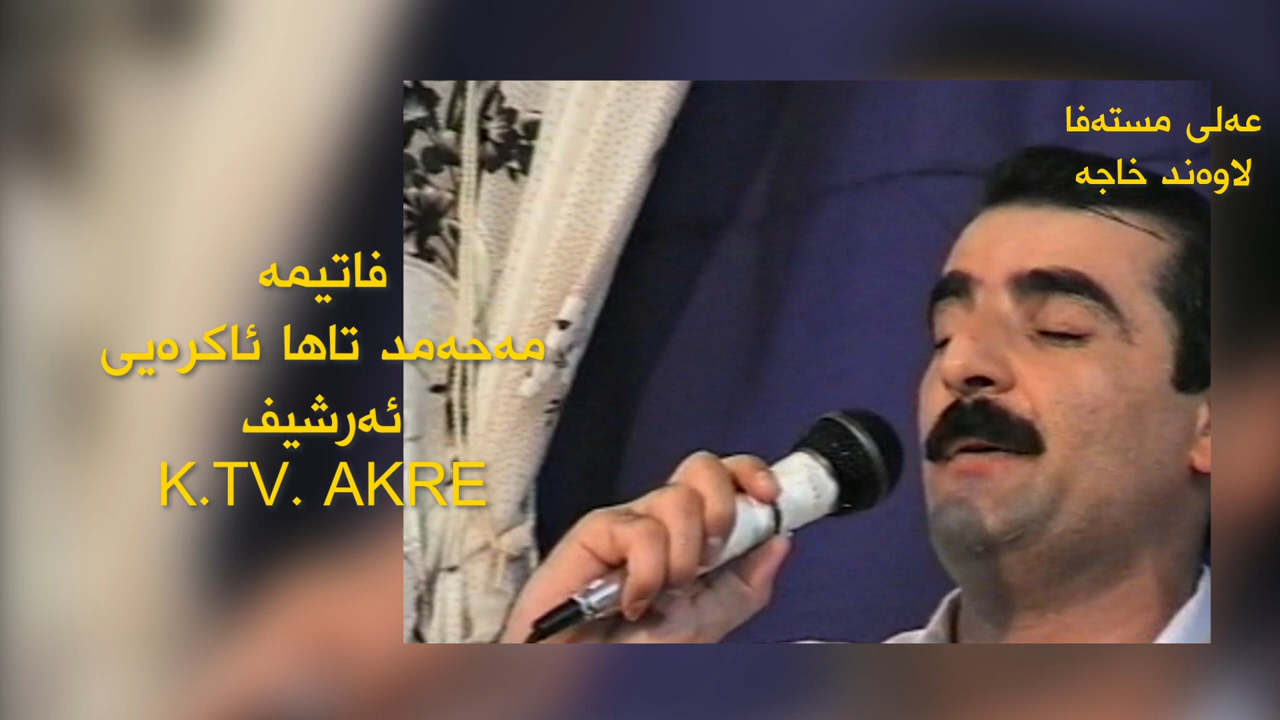 عەلی مستەفا
لاوەند خاجە
فاتیمە
مەحەمد تاها ئاکرەیی
ئەرشیف
K.TV. AKRE